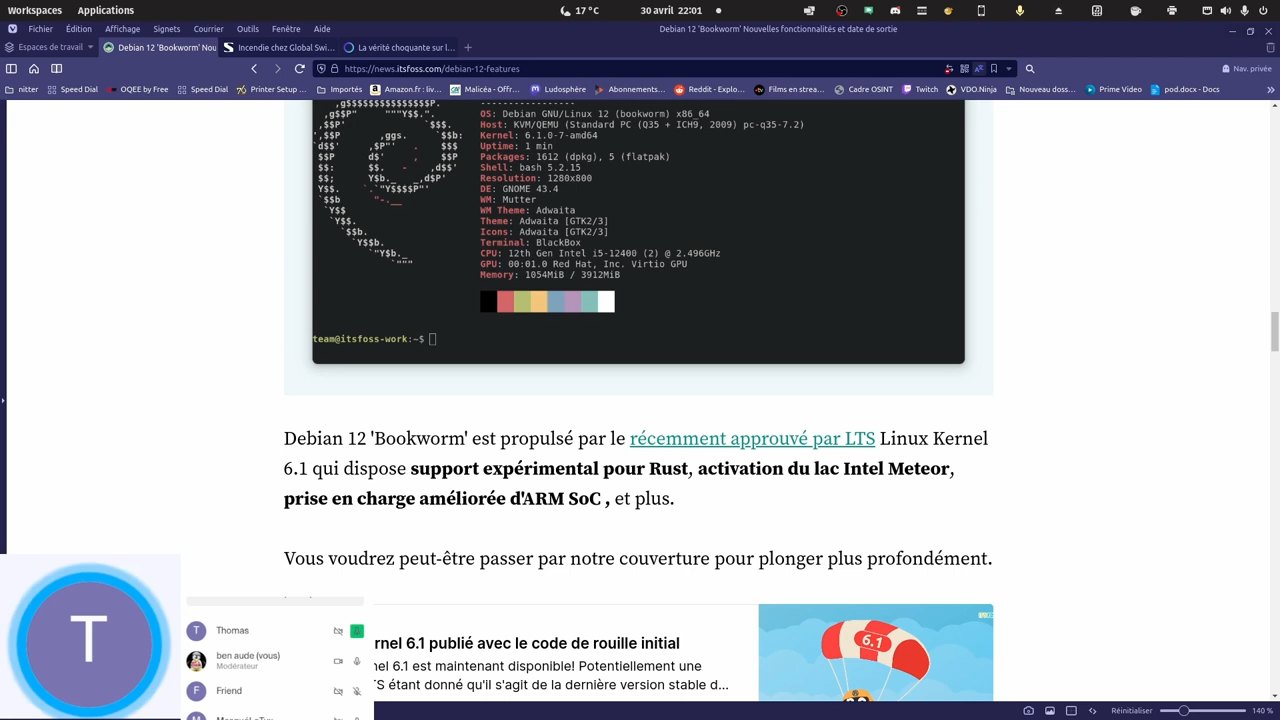 Workspaces Applications
30 avril 21:05
Fichier Édition Affichage Signets Courrier Outils Fenêtre Aide
Debian 12 'Bookworm' Nouvelles fonctionnalités et date de sortie
Espaces de travail
Debian 12 'Bookworm' Nou
Incendie chez Global Swi...
La vérité choquante sur l...
https://news.itsfoss.com/debian-12-features
Nav. privée
nitter Speed Dial OQEE by Free Speed Dial Printer Setup ... Importés Amazon.fr : liv... Malicéa - Offr... Ludosphère Abonnements... Reddit - Explo... Films en strea... Cadre OSINT Twitch VDO.Ninja Nouveau doss... Prime Video pod.docx - Docs
OS: Debian GNU/Linux 12 (bookworm) x86_64
Host: KVM/QEMU (Standard PC (Q35 + ICH9, 2009) pc-q35-7.2)
Kernel: 6.1.0-7-amd64
Uptime: 1 min
Packages: 1612 (dpkg), 5 (flatpak)
Shell: bash 5.2.15
Resolution: 1280x800
DE: GNOME 43.4
WM: Mutter
WM Theme: Adwaita
Theme: Adwaita [GTK2/3]
Icons: Adwaita [GTK2/3]
Terminal: BlackBox
CPU: 12th Gen Intel i5-12400 (2) @ 2.496GHz
GPU: 00:01.0 Red Hat, Inc. Virtio GPU
Memory: 1054MiB / 3912MiB
team@itsfoss-work:~$
Debian 12 'Bookworm' est propulsé par le récemment approuvé par LTS Linux Kernel
6.1 qui dispose support expérimental pour Rust, activation du lac Intel Meteor,
prise en charge améliorée d'ARM SoC , et plus.
Vous voudrez peut-être passer par notre couverture pour plonger plus profondément.
T
T Thomas
ben aude (vous)
Modérateur
F Friend
rnel 6.1 publié avec le code de rouille initial
nel 6.1 est maintenant disponible! Potentiellement une
TS étant donné qu'il s'agit de la dernière version stable d...
6.1
Réinitialiser
140 %